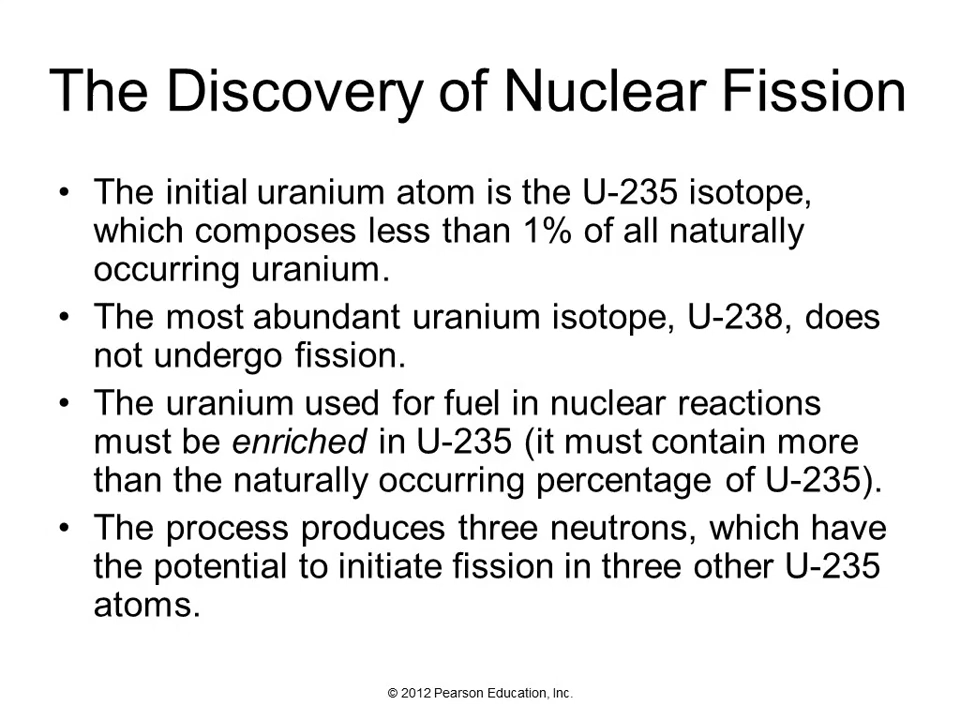 The Discovery of Nuclear Fission
• The initial uranium atom is the U-235 isotope,
which composes less than 1% of all naturally
occurring uranium.
• The most abundant uranium isotope, U-238, does
not undergo fission.
• The uranium used for fuel in nuclear reactions
must be enriched in U-235 (it must contain more
than the naturally occurring percentage of U-235).
• The process produces three neutrons, which have
the potential to initiate fission in three other U-235
atoms.
© 2012 Pearson Education, Inc.